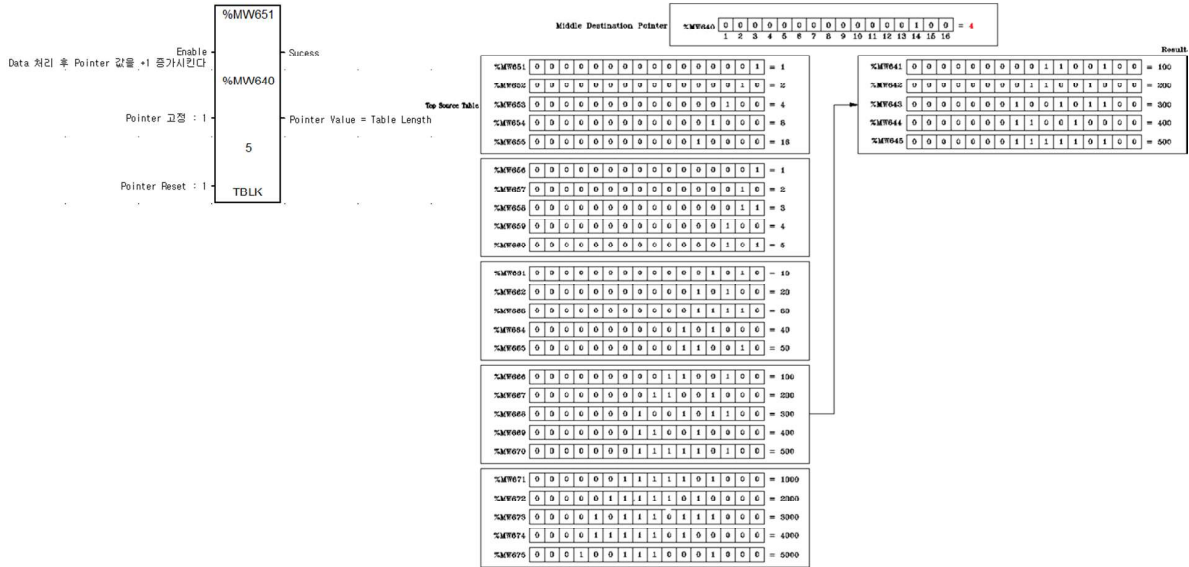 %MW651
Enable
Sucess
Data 처리 후 Pointer 값을 +1 증가시킨다
%MW640
Pointer 고정 : 1
Pointer Value = Table Length
5
Pointer Reset : 1
TBLK
Middle Destination Pointer
%MW640 0 0 0 0 0 0 0 0 0 0 0 0 0 1 0 0 = 4
1 2 3 4 5 6 7 8 9 10 11 12 13 14 15 16
Top Source Table
%MW651 0 0 0 0 0 0 0 0 0 0 0 0 0 0 0 1 = 1
%MW652 0 0 0 0 0 0 0 0 0 0 0 0 0 0 1 0 = 2
%MW653 0 0 0 0 0 0 0 0 0 0 0 0 0 1 0 0 = 4
%MW654 0 0 0 0 0 0 0 0 0 0 0 0 1 0 0 0 = 8
%MW655 0 0 0 0 0 0 0 0 0 0 0 1 0 0 0 0 = 16
%MW656 0 0 0 0 0 0 0 0 0 0 0 0 0 0 0 1 = 1
%MW657 0 0 0 0 0 0 0 0 0 0 0 0 0 0 1 0 = 2
%MW658 0 0 0 0 0 0 0 0 0 0 0 0 0 0 1 1 = 3
%MW659 0 0 0 0 0 0 0 0 0 0 0 0 0 1 0 0 = 4
%MW660 0 0 0 0 0 0 0 0 0 0 0 0 0 1 0 1 = 5
%MW661 0 0 0 0 0 0 0 0 0 0 0 0 1 0 1 0 = 10
%MW662 0 0 0 0 0 0 0 0 0 0 0 1 0 1 0 0 = 20
0 0 0 0 0 0 0 0 0 0 0 1 1 1 1 0 =
%MW664 0 0 0 0 0 0 0 0 0 0 1 0 1 0 0 0 = 40
%MW665 0 0 0 0 0 0 0 0 0 0 1 1 0 0 1 0 = 50
%MW666 0 0 0 0 0 0 0 0 0 1 1 0 0 1 0 0 = 100
%MW667 0 0 0 0 0 0 0 0 1 1 0 0 1 0 0 0 = 200
%MW668 0 0 0 0 0 0 0 1 0 0 1 0 1 1 0 0 = 300
%MW669 0 0 0 0 0 0 0 1 1 0 0 1 0 0 0 0 = 400
%MW670 0 0 0 0 0 0 0 1 1 1 1 1 0 1 0 0 = 500
%MW671 0 0 0 0 0 0 1 1 1 1 1 0 1 0 0 0 = 1000
%MW672 0 0 0 0 0 1 1 1 1 1 0 1 0 0 0 0 = 2000
%MW673 0 0 0 0 1 0 1 1 1 0 1 1 1 0 0 0 = 3000
%MW674 0 0 0 0 1 1 1 1 1 0 1 0 0 0 0 0 = 4000
%MW675 0 0 0 1 0 0 1 1 1 0 0 0 1 0 0 0 = 5000
Result
%MW641 0 0 0 0 0 0 0 0 0 1 1 0 0 1 0 0 = 100
%MW642 0 0 0 0 0 0 0 0 1 1 0 0 1 0 0 0 = 200
%MW643 0 0 0 0 0 0 0 1 0 0 1 0 1 1 0 0 = 300
%MW644 0 0 0 0 0 0 0 1 1 0 0 1 0 0 0 0 = 400
%MW645 0 0 0 0 0 0 0 1 1 1 1 1 0 1 0 0 = 500